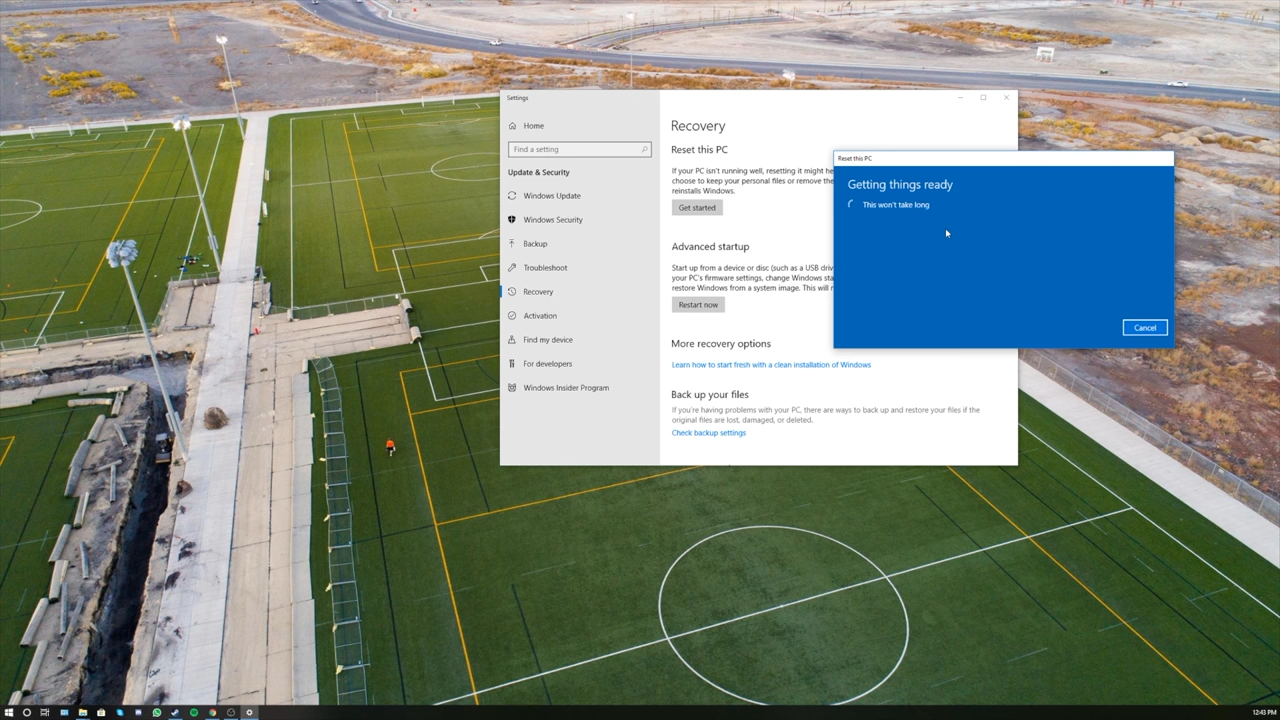 Settings
Home
Find a setting
Update & Security
Windows Update
Windows Security
Backup
Troubleshoot
Recovery
Activation
Find my device
For developers
Windows Insider Program
Recovery
Reset this PC
If your PC isn't running well, resetting it might he
choose to keep your personal files or remove the
reinstalls Windows.
Get started
Advanced startup
Start up from a device or disc (such as a USB driv
your PC's firmware settings, change Windows sta
restore Windows from a system image. This will r
Restart now
More recovery options
Learn how to start fresh with a clean installation of Windows
Back up your files
If you're having problems with your PC, there are ways to back up and restore your files if the
original files are lost, damaged, or deleted.
Check backup settings
Reset this PC
Getting things ready
This won't take long
Cancel
12:43 PM